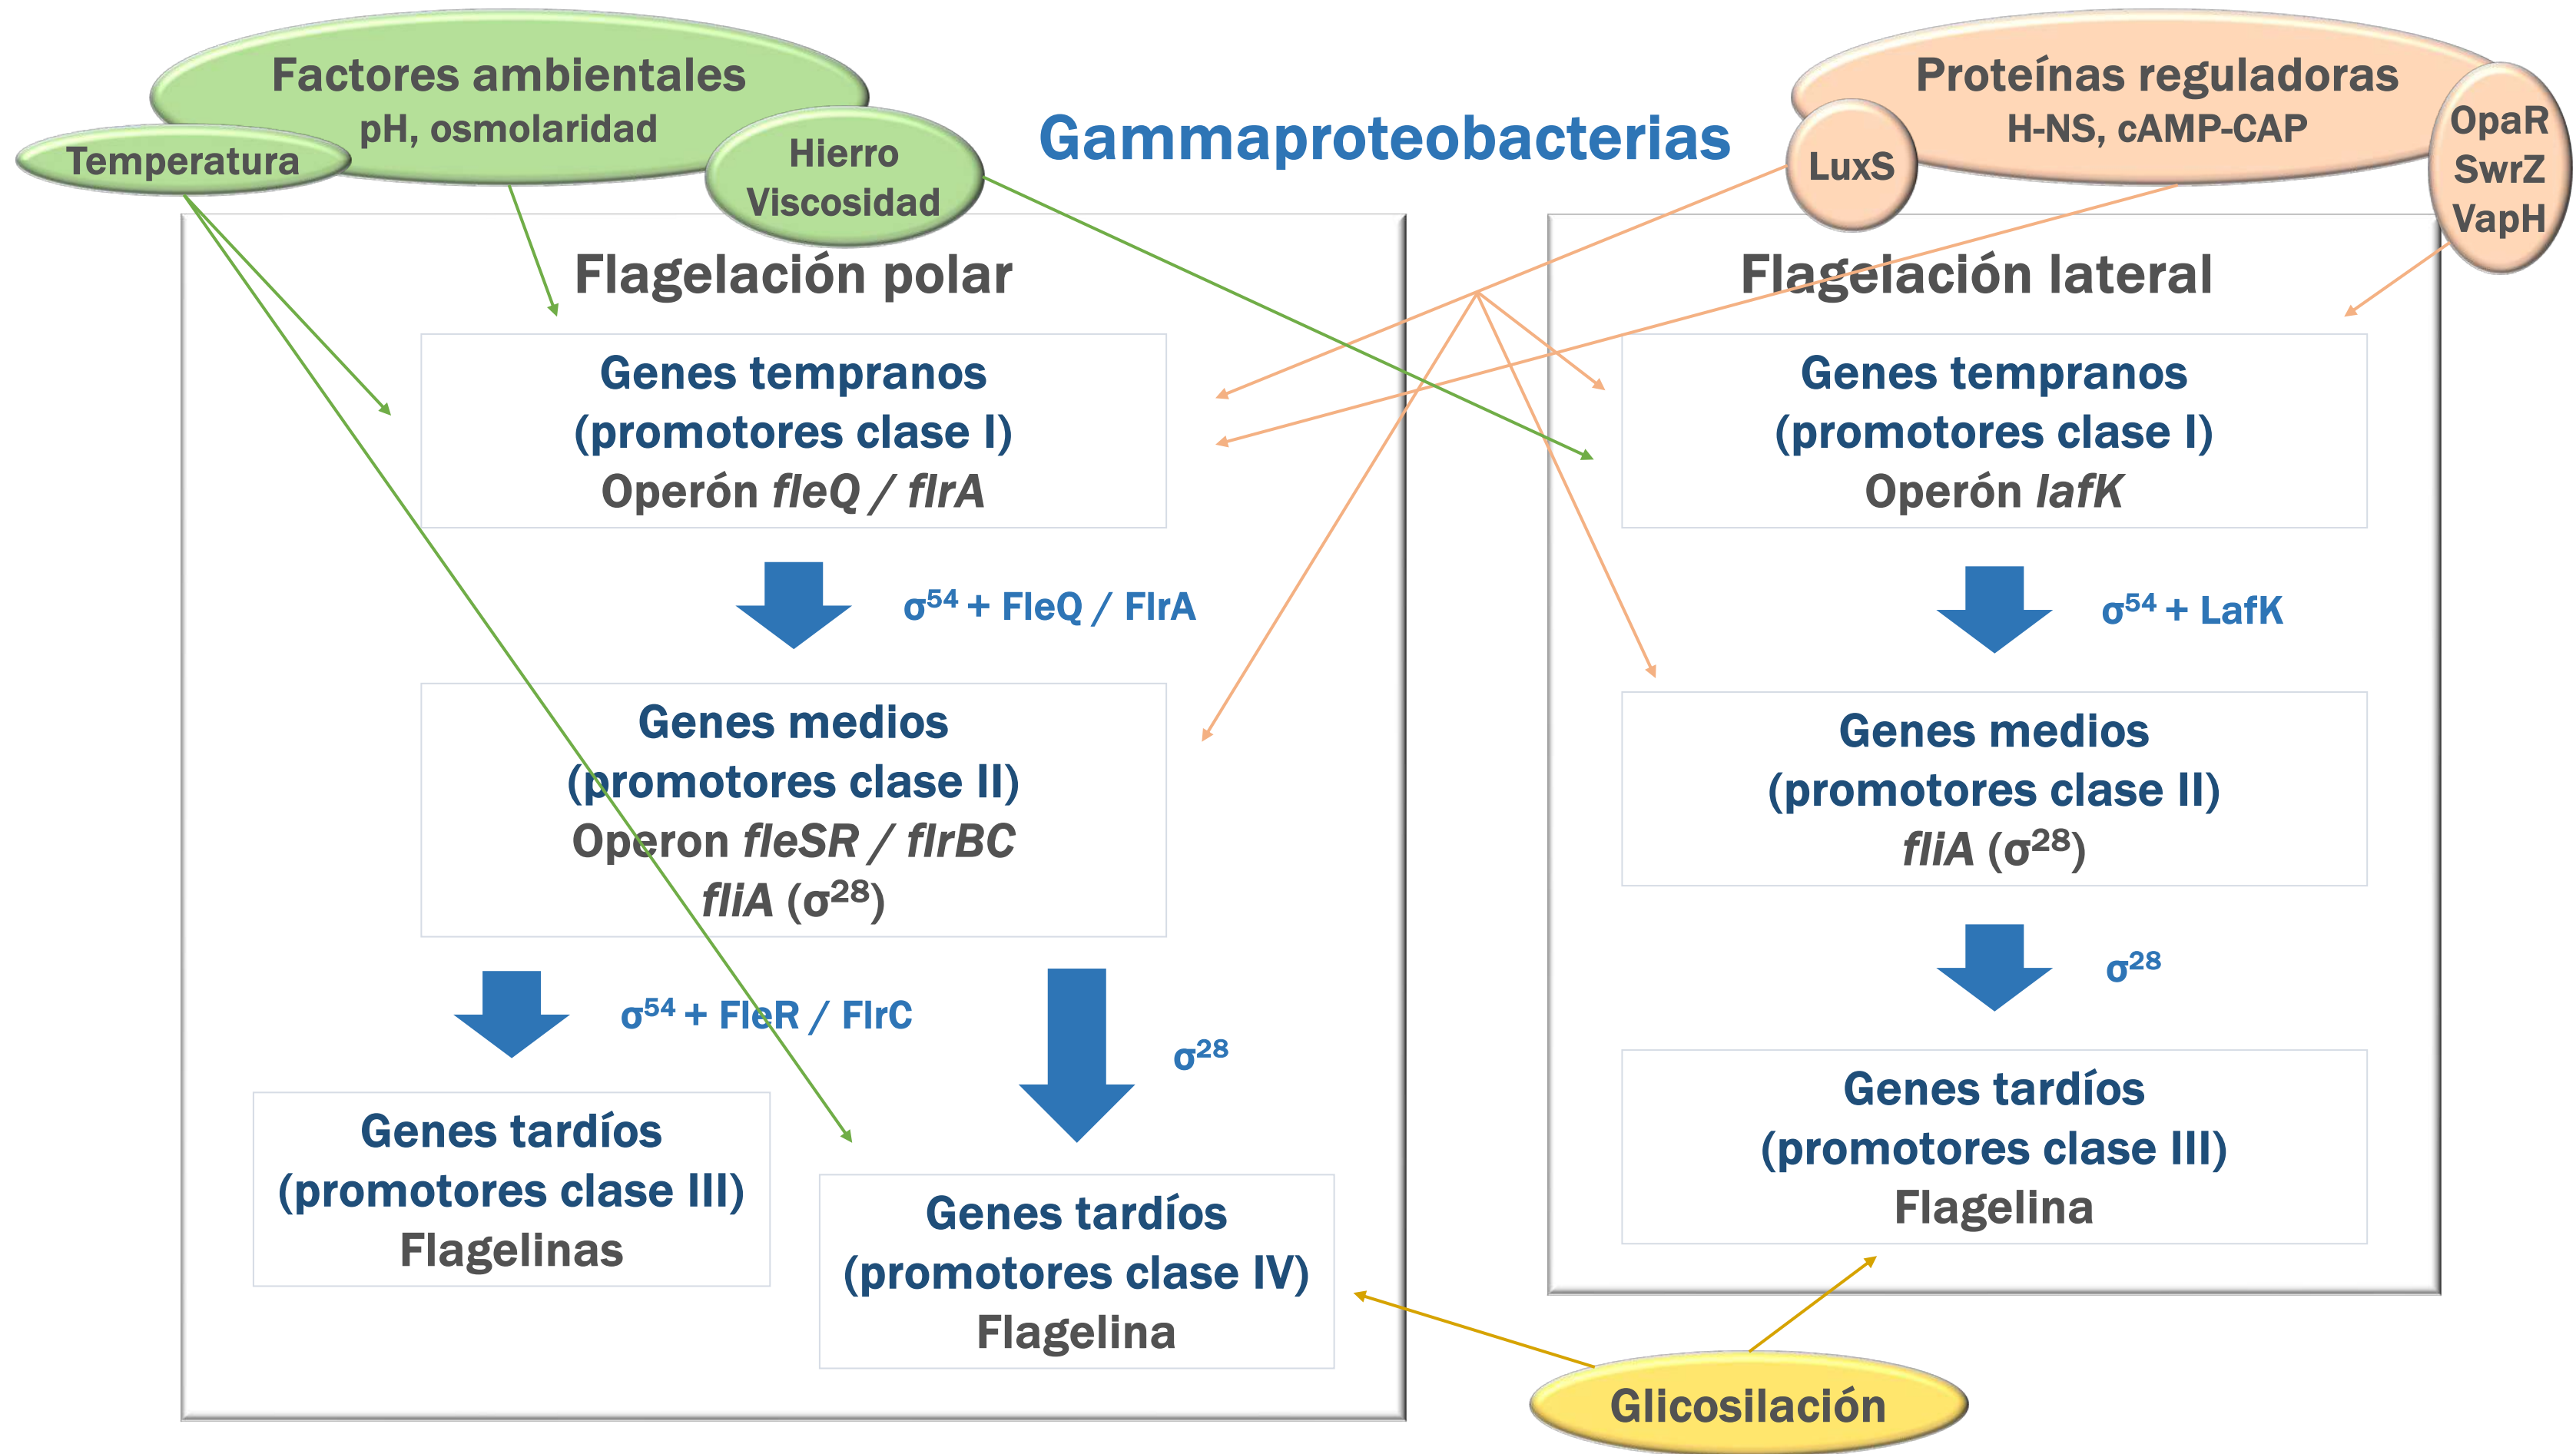 Factores ambientales
pH, osmolaridad
Temperatura
Hierro
Viscosidad
Gammaproteobacterias
Proteínas reguladoras
H-NS, cAMP-CAP
LuxS
OpaR
SwrZ
VapH
Flagelación polar
Genes tempranos
(promotores clase I)
Operón fleQ / flrA
σ⁵⁴ + FleQ / FlrA
Genes medios
(promotores clase II)
Operon fleSR / flrBC
fliA (σ²⁸)
σ⁵⁴ + FleR / FlrC
σ²⁸
Genes tardíos
(promotores clase III)
Flagelinas
Genes tardíos
(promotores clase IV)
Flagelina
Flagelación lateral
Genes tempranos
(promotores clase I)
Operón lafK
σ⁵⁴ + LafK
Genes medios
(promotores clase II)
fliA (σ²⁸)
σ²⁸
Genes tardíos
(promotores clase III)
Flagelina
Glicosilación